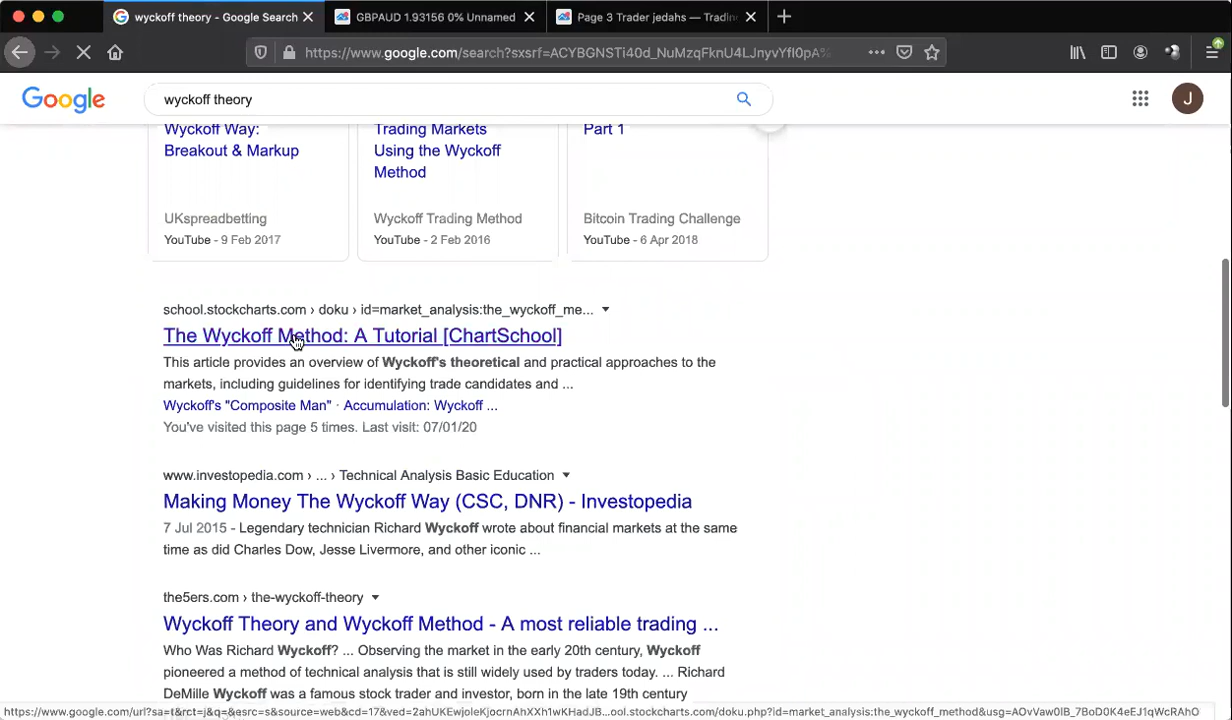 wyckoff theory - Google Search
GBPAUD 1.93156 0% Unnamed
Page 3 Trader jedahs — Tradin
https://www.google.com/search?sxsrf=ACYBGNSTi40d_NuMzqFknU4LJnyvYfI0pA%
Google
wyckoff theory
J
Wyckoff Way:
Breakout & Markup
UKspreadbetting
YouTube - 9 Feb 2017
Trading Markets
Using the Wyckoff
Method
Wyckoff Trading Method
YouTube - 2 Feb 2016
Part 1
Bitcoin Trading Challenge
YouTube - 6 Apr 2018
school.stockcharts.com › doku › id=market_analysis:the_wyckoff_me...
The Wyckoff Method: A Tutorial [ChartSchool]
This article provides an overview of Wyckoff's theoretical and practical approaches to the
markets, including guidelines for identifying trade candidates and ...
Wyckoff's "Composite Man" · Accumulation: Wyckoff ...
You've visited this page 5 times. Last visit: 07/01/20
www.investopedia.com › ... › Technical Analysis Basic Education
Making Money The Wyckoff Way (CSC, DNR) - Investopedia
7 Jul 2015 - Legendary technician Richard Wyckoff wrote about financial markets at the same
time as did Charles Dow, Jesse Livermore, and other iconic ...
the5ers.com › the-wyckoff-theory
Wyckoff Theory and Wyckoff Method - A most reliable trading ...
Who Was Richard Wyckoff? ... Observing the market in the early 20th century, Wyckoff
pioneered a method of technical analysis that is still widely used by traders today. ... Richard
DeMille Wyckoff was a famous stock trader and investor, born in the late 19th century
https://www.google.com/url?sa=t&rct=j&q=&esrc=s&source=web&cd=17&ved=2ahUKEwjoleKjocrnAhXXh1wKHadJB...ool.stockcharts.com/doku.php?id=market_analysis:the_wyckoff_method&usg=AOvVaw0lB_7BoD0K4eEJ1qWcRAhO